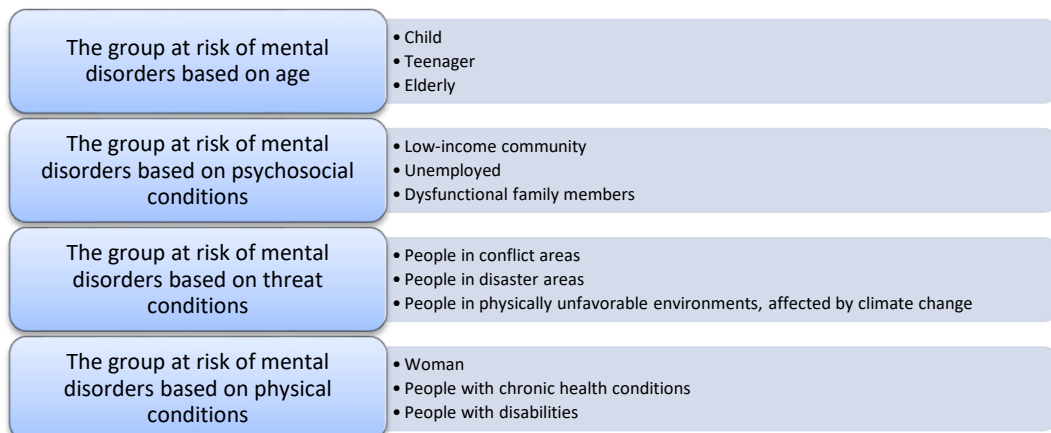 The group at risk of mental
disorders based on age
• Child
• Teenager
• Elderly
The group at risk of mental
disorders based on psychosocial
conditions
• Low-income community
• Unemployed
• Dysfunctional family members
The group at risk of mental
disorders based on threat
conditions
• People in conflict areas
• People in disaster areas
• People in physically unfavorable environments, affected by climate change
The group at risk of mental
disorders based on physical
conditions
• Woman
• People with chronic health conditions
• People with disabilities